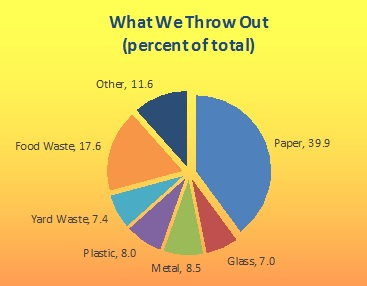 What We Throw Out
(percent of total)
Other, 11.6
Paper, 39.9
Food Waste, 17.6
Yard Waste, 7.4
Plastic, 8.0
Metal, 8.5
Glass, 7.0